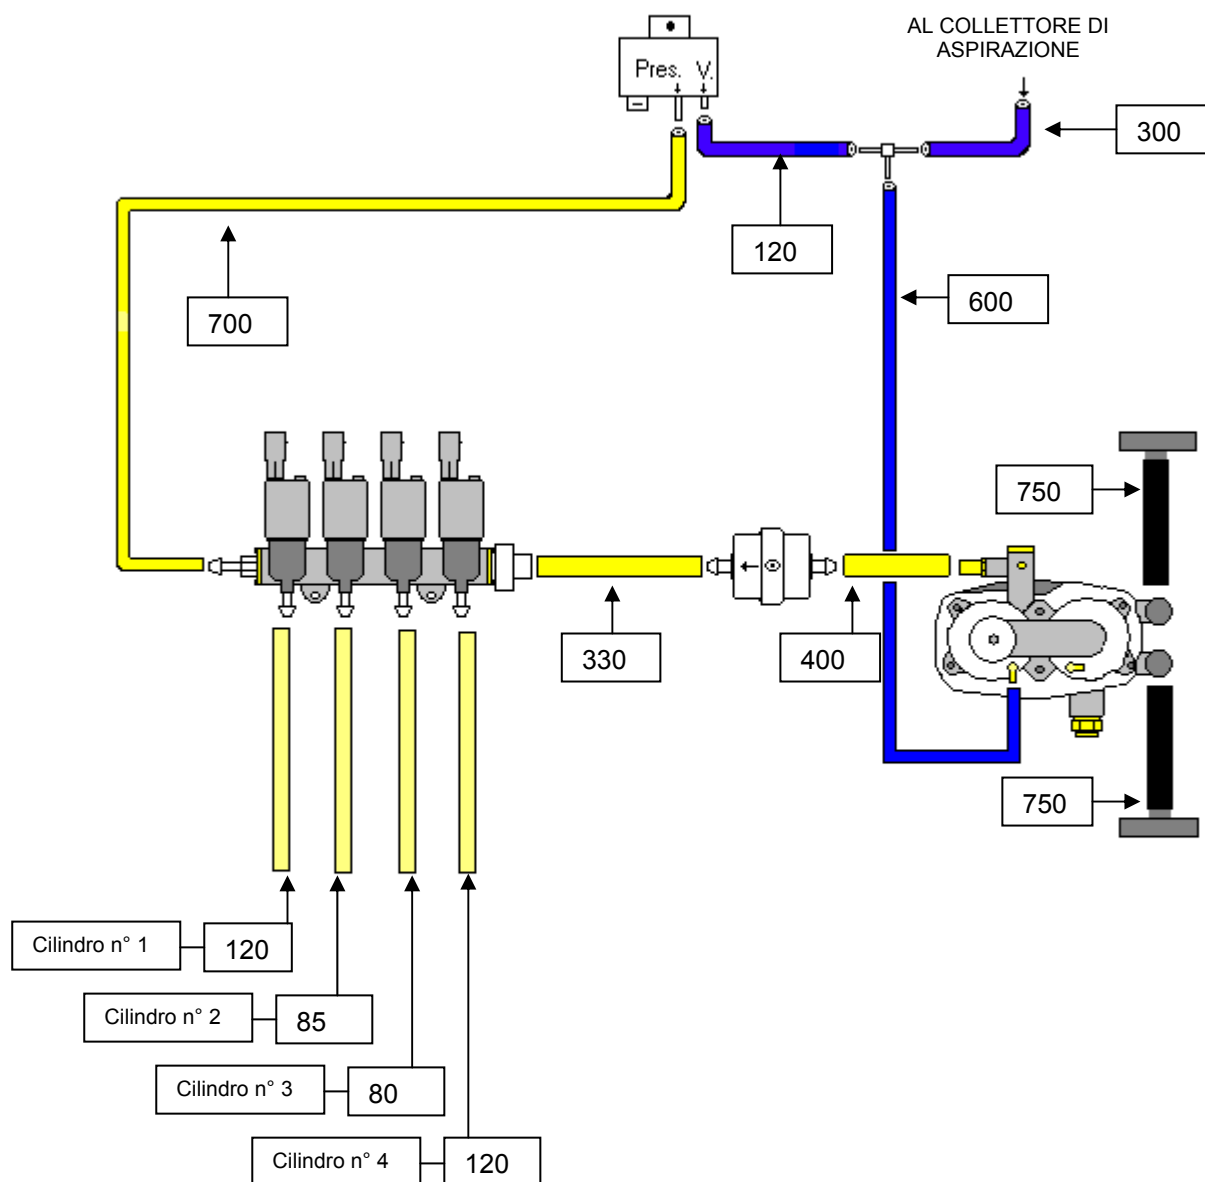 AL COLLETTORE DI
ASPIRAZIONE
Pres. V.
300
120
700
600
750
330
400
750
Cilindro n° 1
120
Cilindro n° 2
85
Cilindro n° 3
80
Cilindro n° 4
120